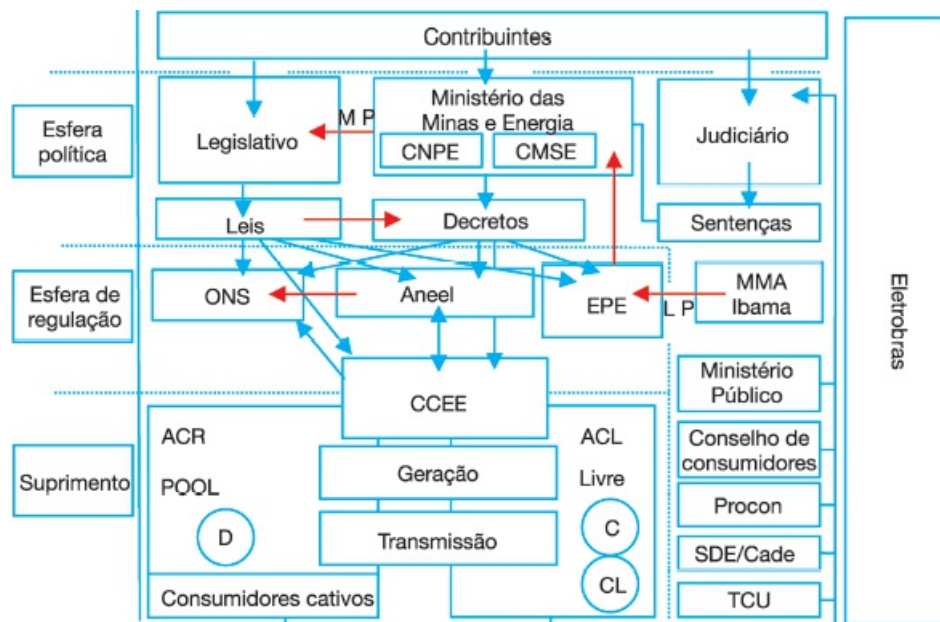 Contribuintes
Esfera
política
Legislativo
M P
Ministério das
Minas e Energia
CNPE
CMSE
Judiciário
Leis
Decretos
Sentenças
Esfera de
regulação
ONS
Aneel
EPE
L P
MMA
Ibama
Eletrobras
CCEE
Ministério
Público
Suprimento
ACR
POOL
D
Geração
Transmissão
ACL
Livre
C
CL
Consumidores cativos
Conselho de
consumidores
Procon
SDE/Cade
TCU